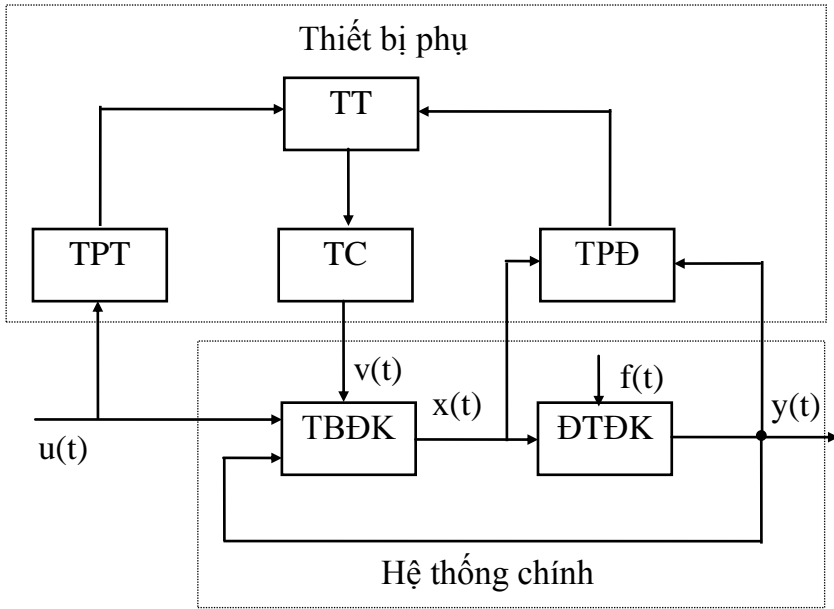 Thiết bị phụ
TT
TPT
TC
TPĐ
v(t)
f(t)
x(t)
y(t)
TBĐK
ĐTĐK
u(t)
Hệ thống chính